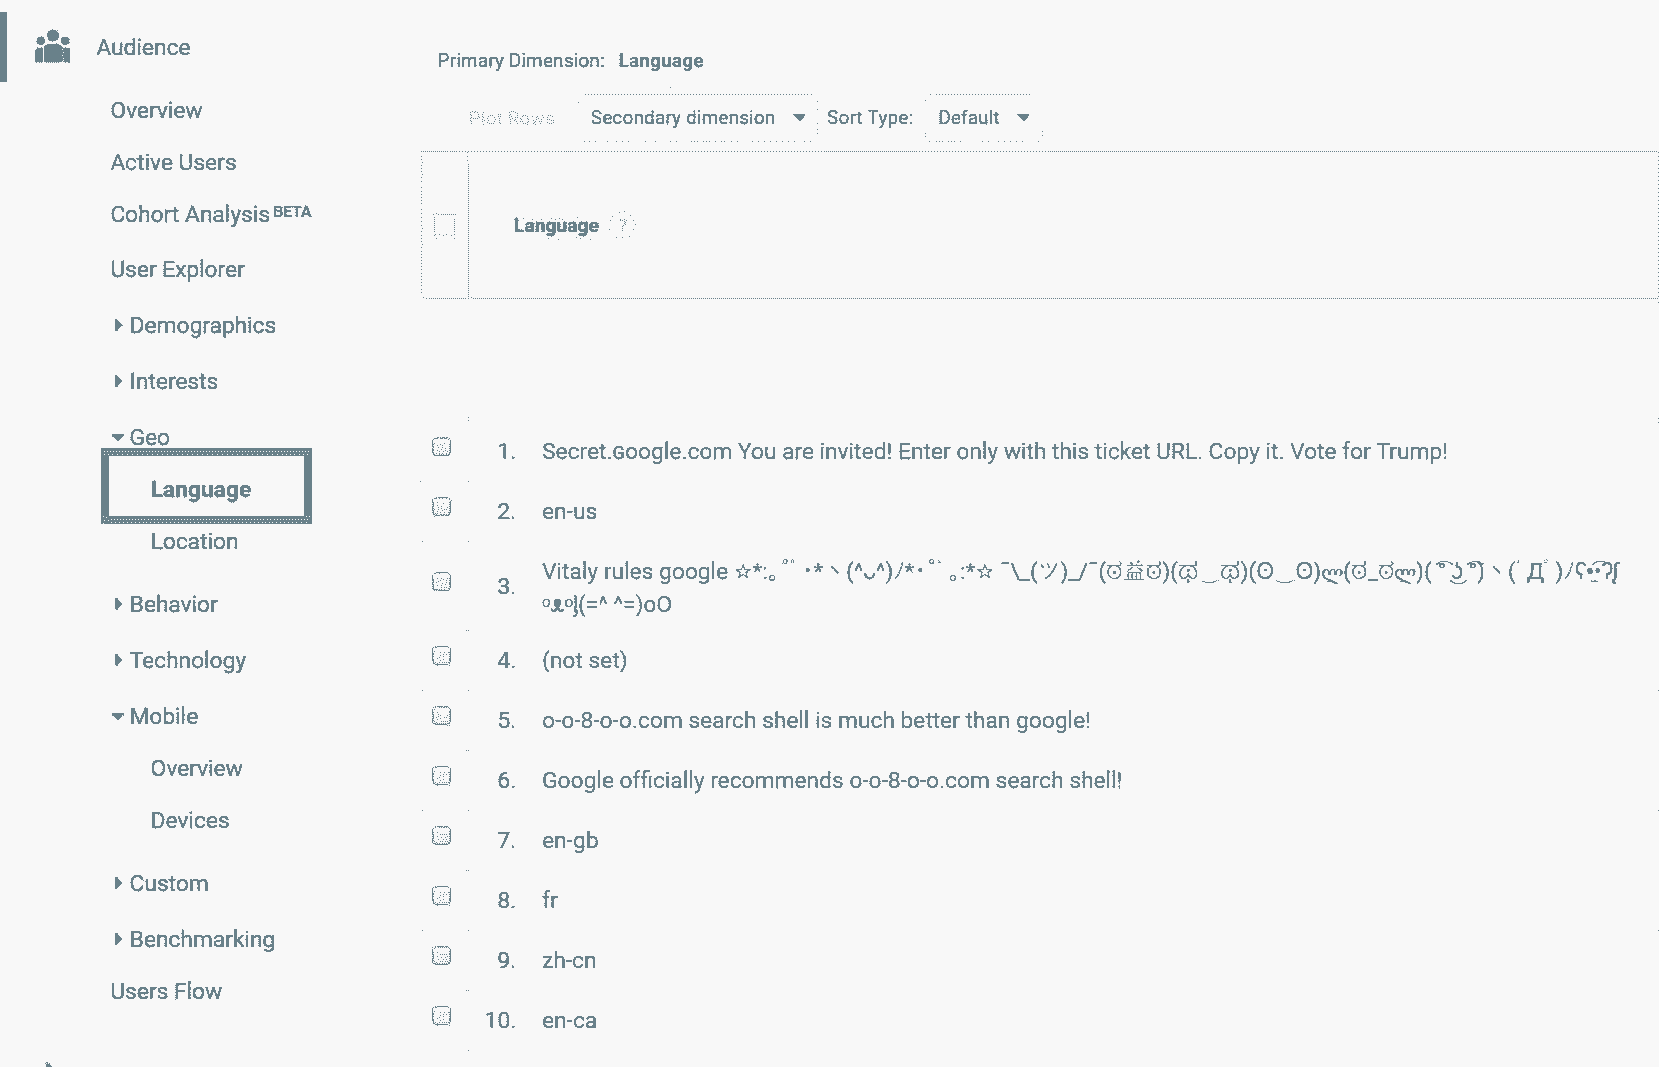 Audience
Overview
Active Users
Cohort Analysis BETA
User Explorer
Demographics
Interests
Geo
Language
Location
Behavior
Technology
Mobile
Overview
Devices
Custom
Benchmarking
Users Flow
Primary Dimension: Language
Plot Rows Secondary dimension Sort Type: Default
Language ?
1. Secret.ɢoogle.com You are invited! Enter only with this ticket URL. Copy it. Vote for Trump!
2. en-us
3. Vitaly rules google ☆*:｡゜ﾟ･*ヽ(^ᴗ^)ﾉ*･゜ﾟ｡:*☆ ¯\_(ツ)_/¯(ಠ益ಠ)(ಥ‿ಥ)(ʘ‿ʘ)ლ(ಠ_ಠლ)( ͡° ͜ʖ ͡°)ヽ(ﾟДﾟ)ﾉʕ•̫͡•ʔᶘ
ᵒᴥᵒᶅ(=^ ^=)oO
4. (not set)
5. o-o-8-o-o.com search shell is much better than google!
6. Google officially recommends o-o-8-o-o.com search shell!
7. en-gb
8. fr
9. zh-cn
10. en-ca